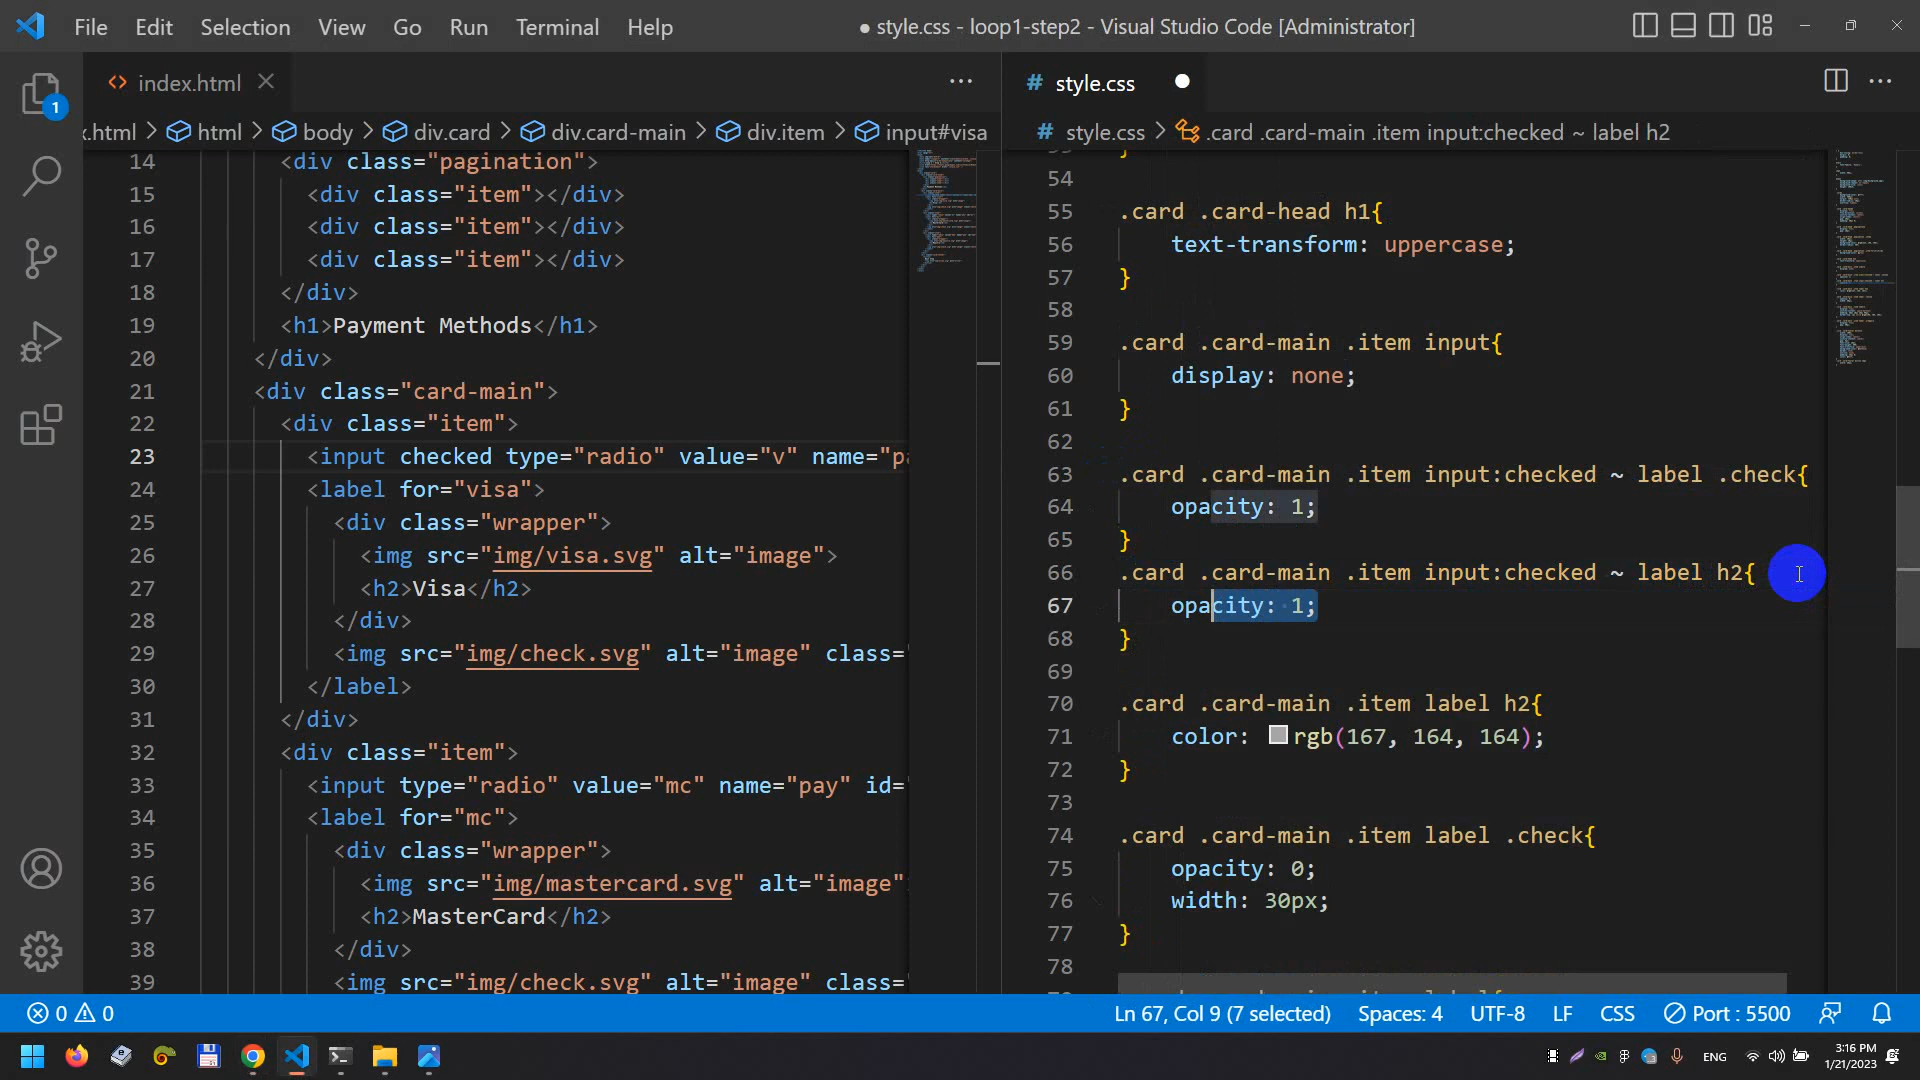 File Edit Selection View Go Run Terminal Help
● style.css - loop1-step2 - Visual Studio Code [Administrator]
1
<> index.html
.html > html > body > div.card > div.card-main > div.item > input#visa
14 <div class="pagination">
15 <div class="item"></div>
16 <div class="item"></div>
17 <div class="item"></div>
18 </div>
19 <h1>Payment Methods</h1>
20 </div>
21 <div class="card-main">
22 <div class="item">
23 <input checked type="radio" value="v" name="pa
24 <label for="visa">
25 <div class="wrapper">
26 <img src="img/visa.svg" alt="image">
27 <h2>Visa</h2>
28 </div>
29 <img src="img/check.svg" alt="image" class="
30 </label>
31 </div>
32 <div class="item">
33 <input type="radio" value="mc" name="pay" id=
34 <label for="mc">
35 <div class="wrapper">
36 <img src="img/mastercard.svg" alt="image"
37 <h2>MasterCard</h2>
38 </div>
39 <img src="img/check.svg" alt="image" class=
# style.css ●
# style.css > .card .card-main .item input:checked ~ label h2
}
54
55 .card .card-head h1{
56 text-transform: uppercase;
57 }
58
59 .card .card-main .item input{
60 display: none;
61 }
62
63 .card .card-main .item input:checked ~ label .check{
64 opacity: 1;
65 }
66 .card .card-main .item input:checked ~ label h2{
67 opacity: 1;
68 }
69
70 .card .card-main .item label h2{
71 color: rgb(167, 164, 164);
72 }
73
74 .card .card-main .item label .check{
75 opacity: 0;
76 width: 30px;
77 }
78
0 0
Ln 67, Col 9 (7 selected) Spaces: 4 UTF-8 LF CSS Port : 5500
ENG
3:16 PM
1/21/2023